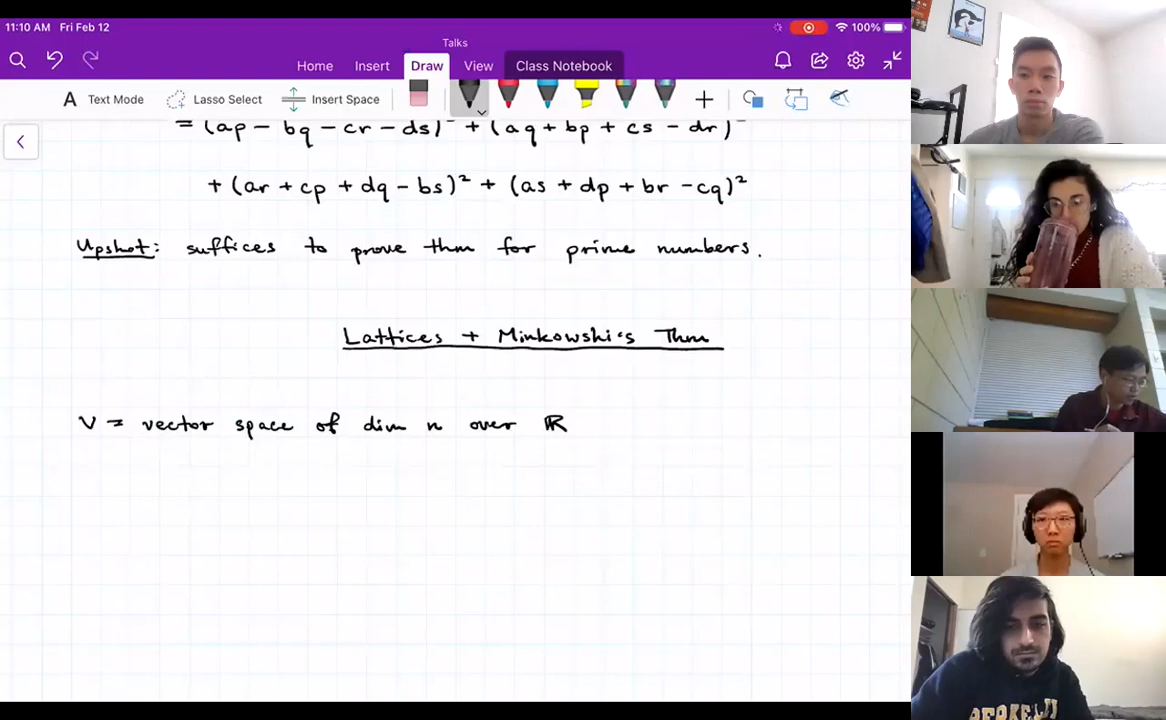 11:10 AM Fri Feb 12
100%
Talks
Home Insert Draw View Class Notebook
Text Mode Lasso Select Insert Space
= (ap - bq - cr - ds)² + (aq + bp + cs - dr)²
+ (ar + cp + dq - bs)² + (as + dp + br - cq)²
Upshot: suffices to prove thm for prime numbers.
Lattices + Minkowski's Thm
V = vector space of dim n over ℝ
BERKELEY